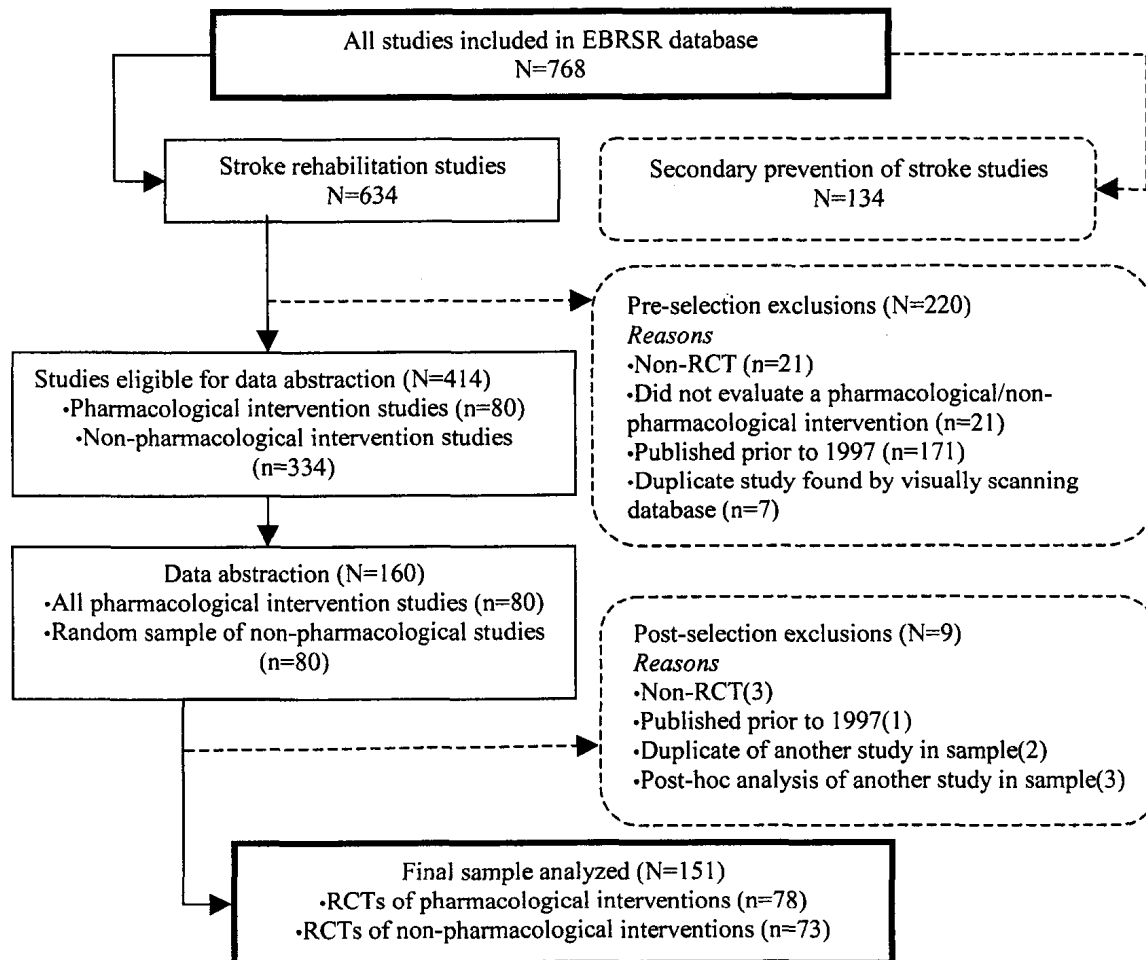 All studies included in EBRSR database
N=768
Stroke rehabilitation studies
N=634
Secondary prevention of stroke studies
N=134
Pre-selection exclusions (N=220)
Reasons
•Non-RCT (n=21)
•Did not evaluate a pharmacological/non-
pharmacological intervention (n=21)
•Published prior to 1997 (n=171)
•Duplicate study found by visually scanning
database (n=7)
Studies eligible for data abstraction (N=414)
•Pharmacological intervention studies (n=80)
•Non-pharmacological intervention studies
(n=334)
Data abstraction (N=160)
•All pharmacological intervention studies (n=80)
•Random sample of non-pharmacological studies
(n=80)
Post-selection exclusions (N=9)
Reasons
•Non-RCT(3)
•Published prior to 1997(1)
•Duplicate of another study in sample(2)
•Post-hoc analysis of another study in sample(3)
Final sample analyzed (N=151)
•RCTs of pharmacological interventions (n=78)
•RCTs of non-pharmacological interventions (n=73)